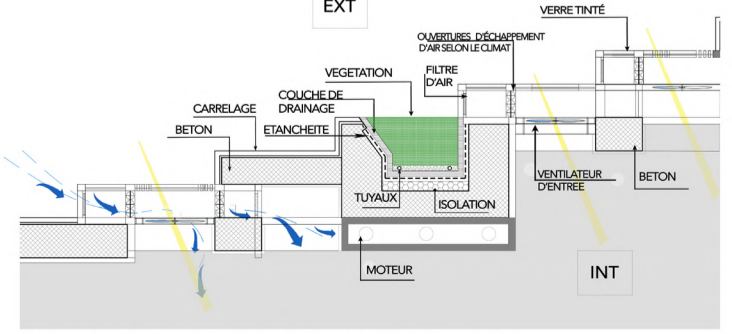 EXT
VERRE TINTÉ
OUVERTURES D'ÉCHAPPEMENT
D'AIR SELON LE CLIMAT
FILTRE
D'AIR
VEGETATION
COUCHE DE
DRAINAGE
CARRELAGE
ETANCHEITE
BETON
TUYAUX
ISOLATION
VENTILATEUR
D'ENTREE
BETON
MOTEUR
INT